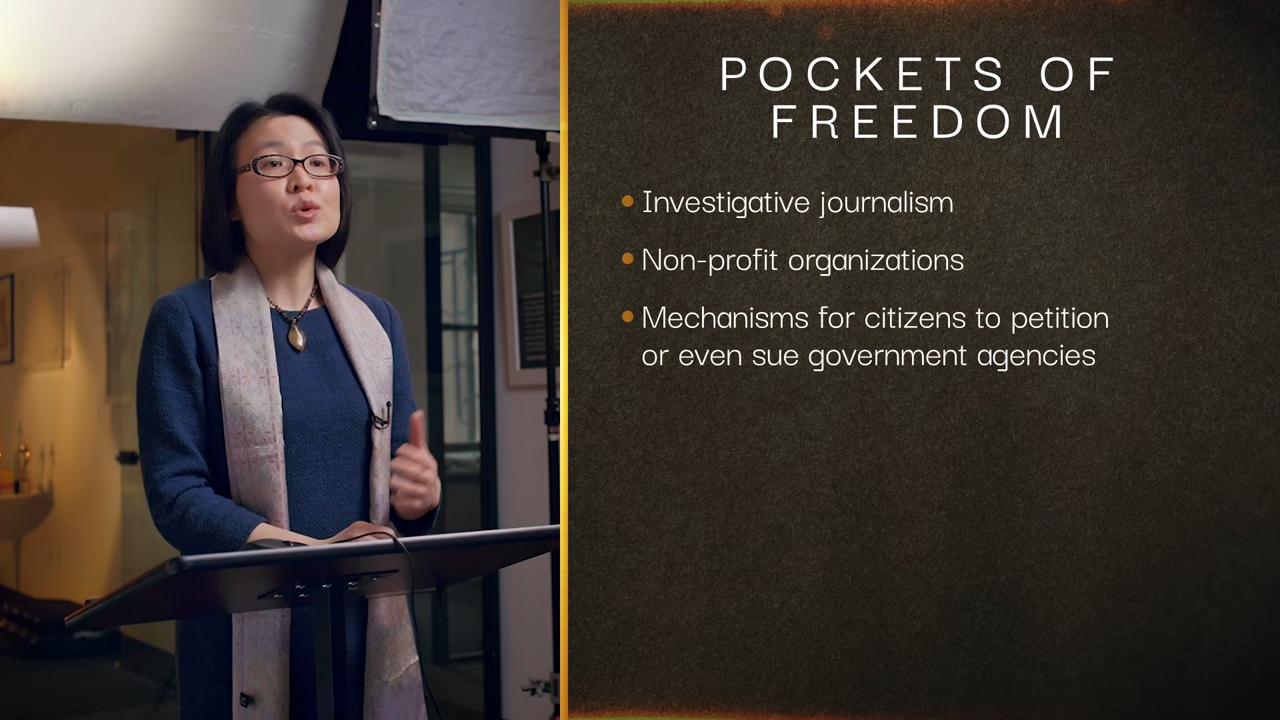 POCKETS OF
FREEDOM
Investigative journalism
Non-profit organizations
Mechanisms for citizens to petition
or even sue government agencies